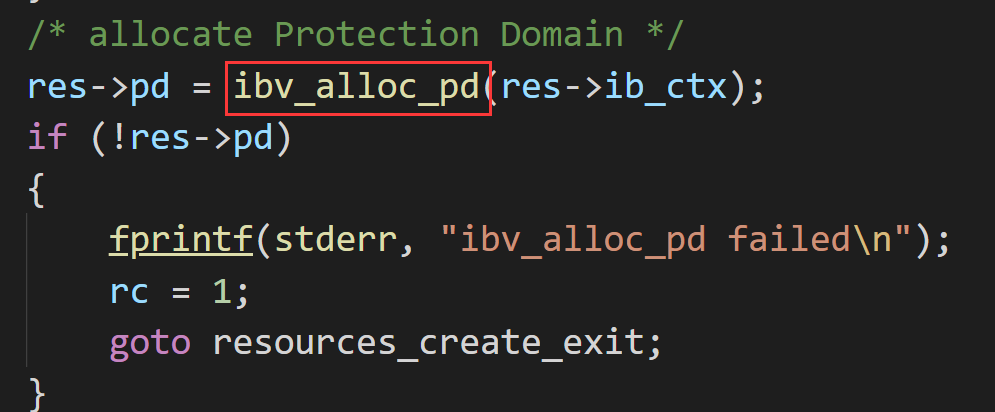 }
/* allocate Protection Domain */
res->pd = ibv_alloc_pd(res->ib_ctx);
if (!res->pd)
{
fprintf(stderr, "ibv_alloc_pd failed\n");
rc = 1;
goto resources_create_exit;
}